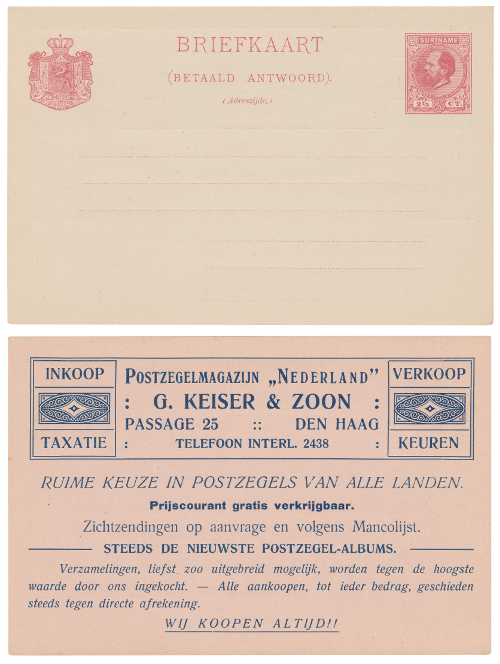 BRIEFKAART
(BETAALD ANTWOORD).
(Adreszijde.)
SURINAME
2½ CT.
INKOOP
TAXATIE
POSTZEGELMAGAZIJN „NEDERLAND”
: G. KEISER & ZOON :
PASSAGE 25 :: DEN HAAG
: TELEFOON INTERL. 2438 :
VERKOOP
KEUREN
RUIME KEUZE IN POSTZEGELS VAN ALLE LANDEN.
Prijscourant gratis verkrijgbaar.
Zichtzendingen op aanvrage en volgens Mancolijst.
STEEDS DE NIEUWSTE POSTZEGEL-ALBUMS.
Verzamelingen, liefst zoo uitgebreid mogelijk, worden tegen de hoogste
waarde door ons ingekocht. — Alle aankoopen, tot ieder bedrag, geschieden
steeds tegen directe afrekening.
WIJ KOOPEN ALTIJD!!